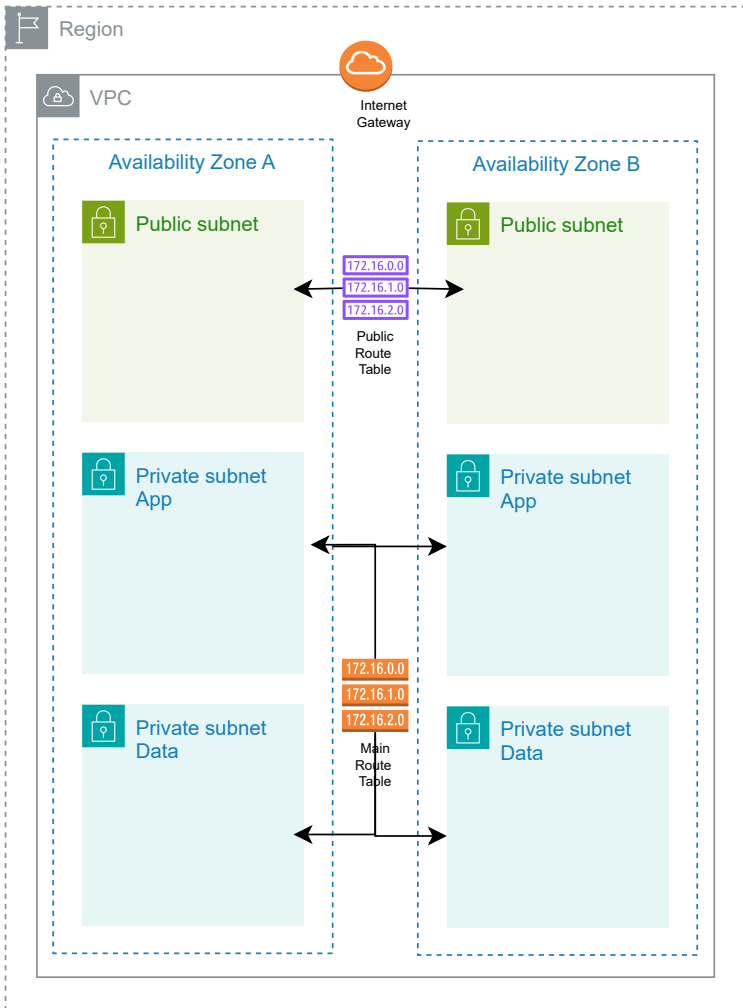 Region
VPC
Internet
Gateway
Availability Zone A
Availability Zone B
Public subnet
Public subnet
172.16.0.0
172.16.1.0
172.16.2.0
Public
Route
Table
Private subnet
App
Private subnet
App
172.16.0.0
172.16.1.0
172.16.2.0
Main
Route
Table
Private subnet
Data
Private subnet
Data